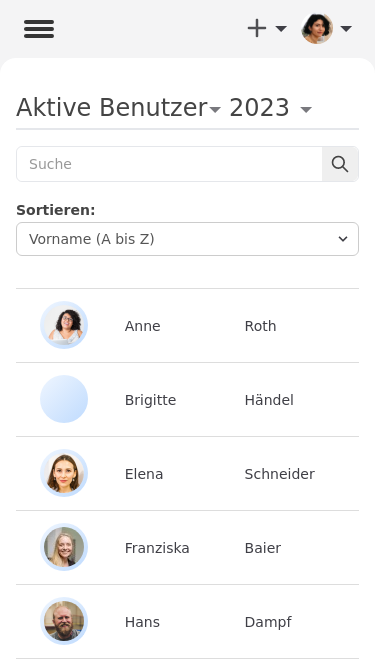 Aktive Benutzer 2023
Suche
Sortieren:
Vorname (A bis Z)
Anne Roth
Brigitte Händel
Elena Schneider
Franziska Baier
Hans Dampf